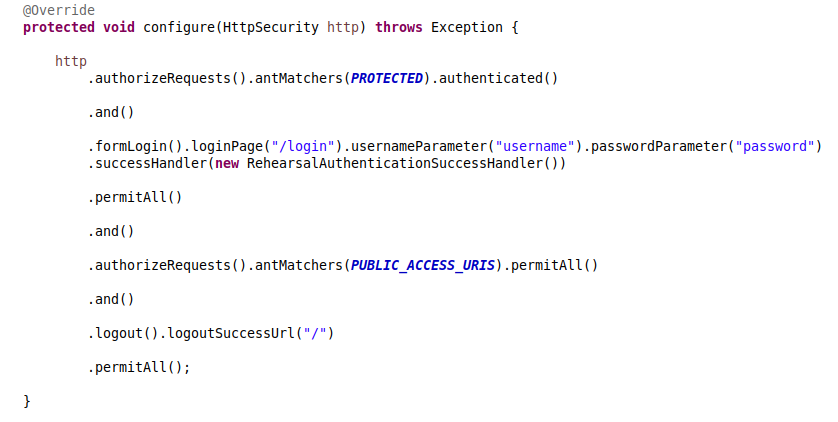 @Override
protected void configure(HttpSecurity http) throws Exception {
http
.authorizeRequests().antMatchers(PROTECTED).authenticated()
.and()
.formLogin().loginPage("/login").usernameParameter("username").passwordParameter("password")
.successHandler(new RehearsalAuthenticationSuccessHandler())
.permitAll()
.and()
.authorizeRequests().antMatchers(PUBLIC_ACCESS_URIS).permitAll()
.and()
.logout().logoutSuccessUrl("/")
.permitAll();
}